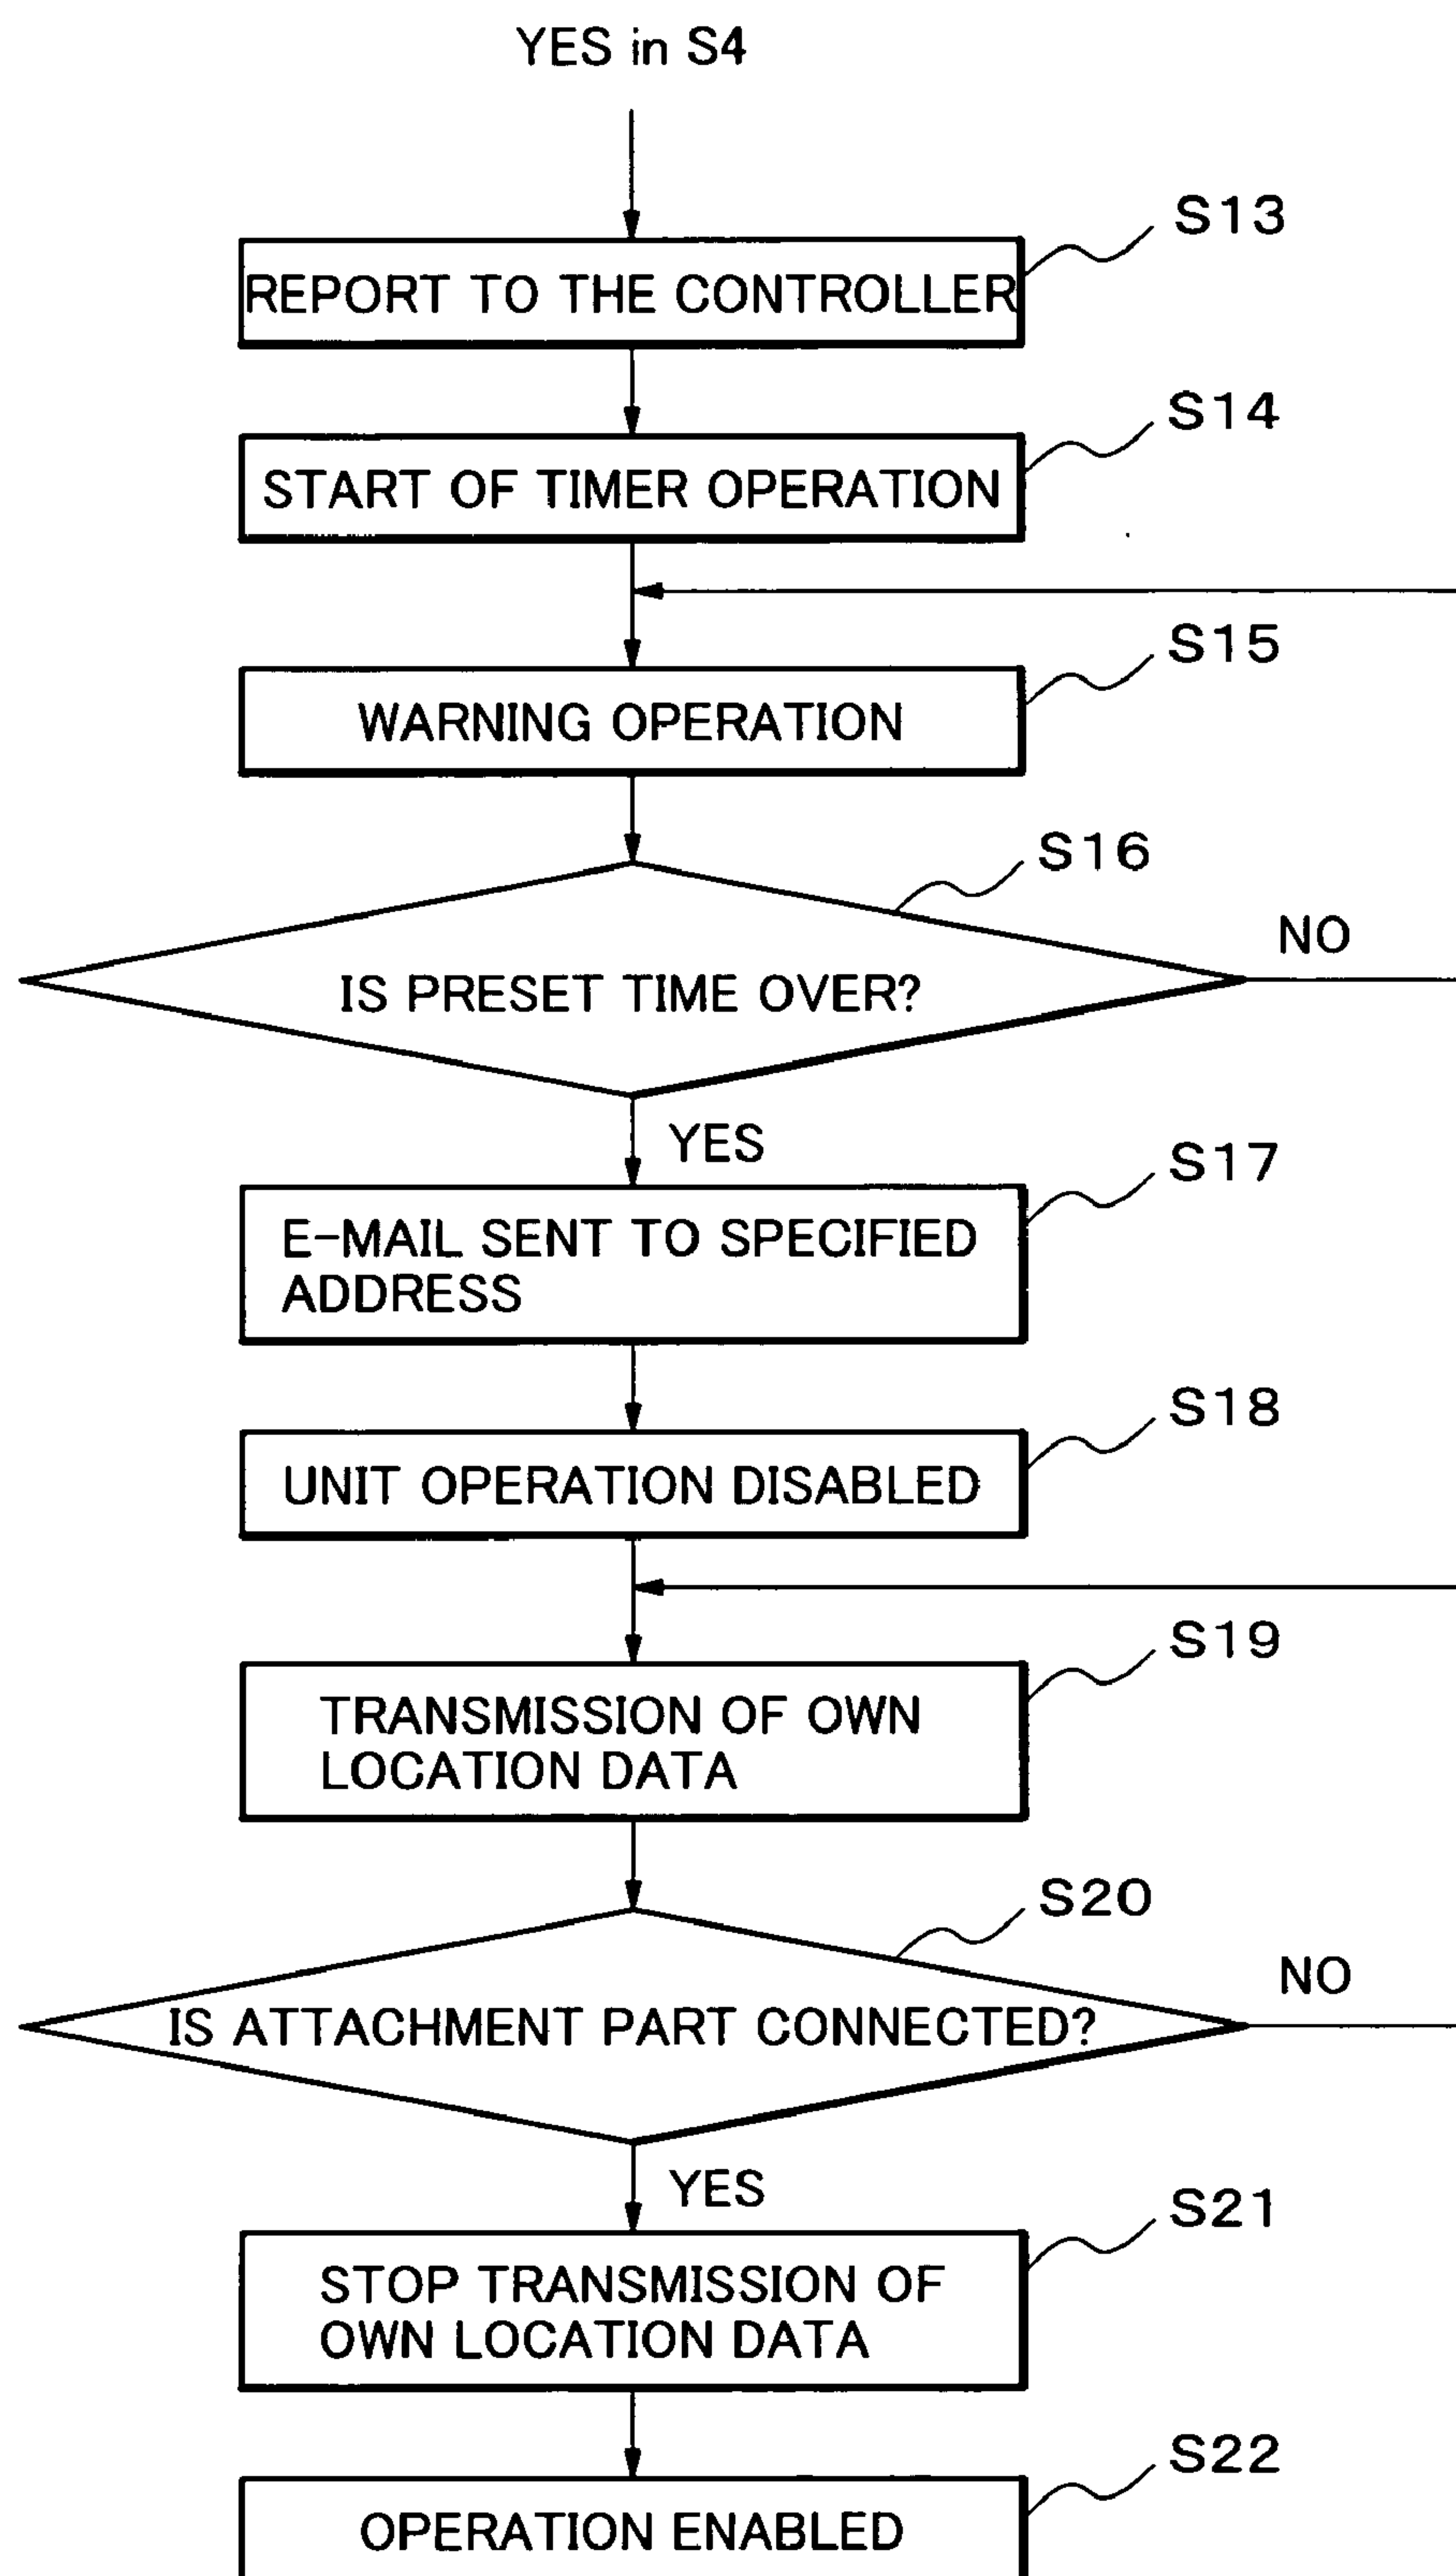 YES in S4
S13
REPORT TO THE CONTROLLER
S14
START OF TIMER OPERATION
S15
WARNING OPERATION
S16
NO
IS PRESET TIME OVER?
YES
S17
E-MAIL SENT TO SPECIFIED
ADDRESS
S18
UNIT OPERATION DISABLED
S19
TRANSMISSION OF OWN
LOCATION DATA
S20
NO
IS ATTACHMENT PART CONNECTED?
YES
S21
STOP TRANSMISSION OF
OWN LOCATION DATA
S22
OPERATION ENABLED